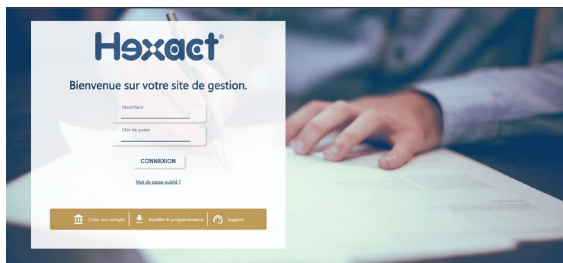 Hexact®
Bienvenue sur votre site de gestion.
Identifiant
Mot de passe
CONNEXION
Mot de passe oublié ?
Créer son compte
Installer le programmateur
Support